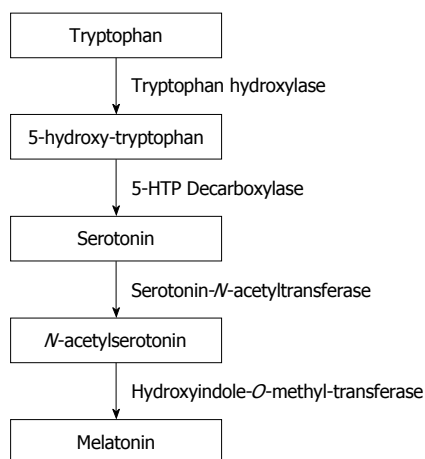 Tryptophan
Tryptophan hydroxylase
5-hydroxy-tryptophan
5-HTP Decarboxylase
Serotonin
Serotonin-N-acetyltransferase
N-acetylserotonin
Hydroxyindole-O-methyl-transferase
Melatonin